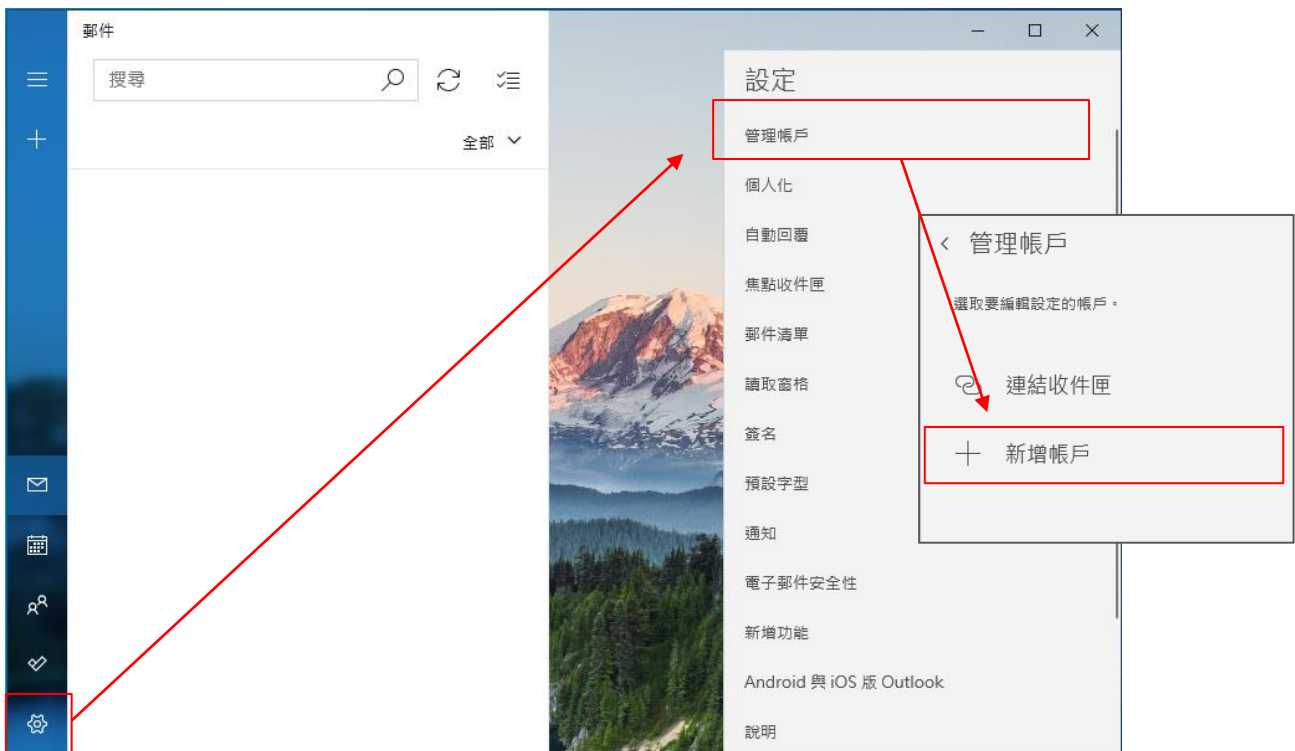 郵件
搜尋
全部
設定
管理帳戶
個人化
自動回覆
焦點收件匣
郵件清單
讀取窗格
簽名
預設字型
通知
電子郵件安全性
新增功能
Android 與 iOS 版 Outlook
說明
管理帳戶
選取要編輯設定的帳戶。
連結收件匣
新增帳戶